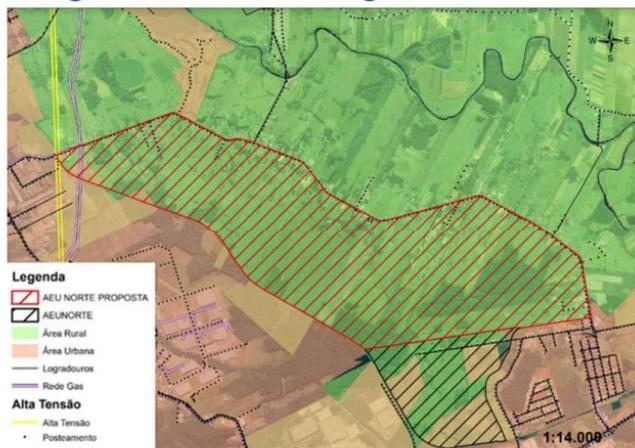 N
W E
S
Legenda
AEU NORTE PROPOSTA
AEUNORTE
Área Rural
Área Urbana
Logradouros
Rede Gas
Alta Tensão
Alta Tensão
Posteamento
1:14.000